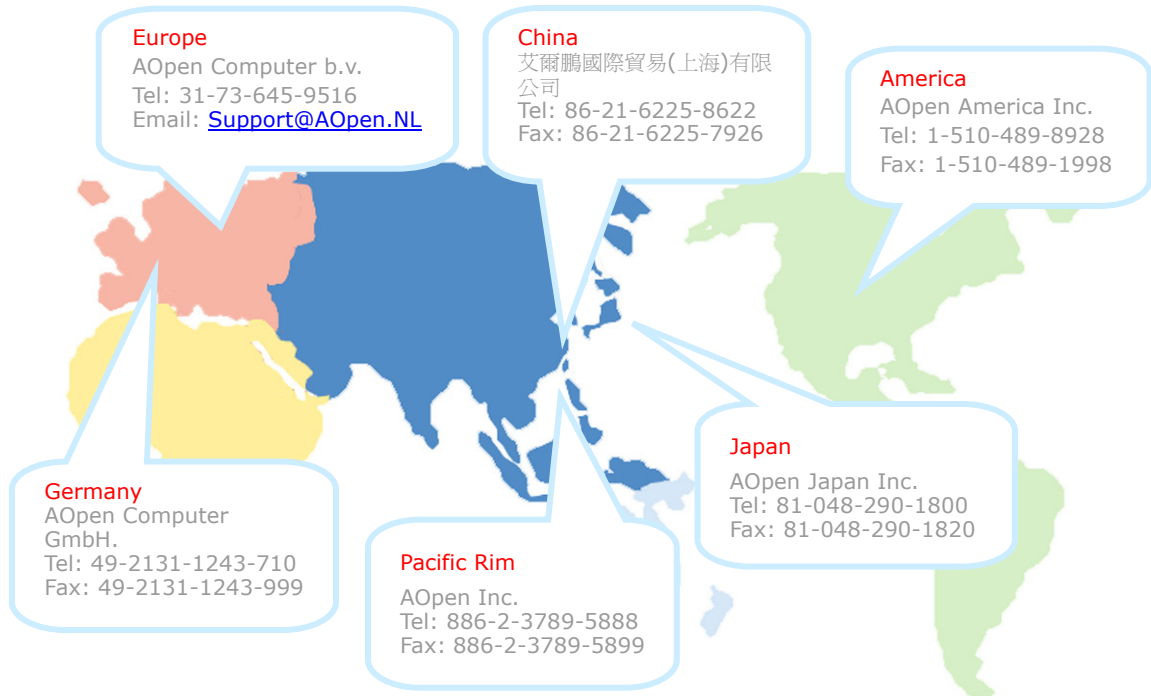 Europe
AOpen Computer b.v.
Tel: 31-73-645-9516
Email: Support@AOpen.NL
China
艾爾鵬國際貿易(上海)有限
公司
Tel: 86-21-6225-8622
Fax: 86-21-6225-7926
America
AOpen America Inc.
Tel: 1-510-489-8928
Fax: 1-510-489-1998
Germany
AOpen Computer
GmbH.
Tel: 49-2131-1243-710
Fax: 49-2131-1243-999
Pacific Rim
AOpen Inc.
Tel: 886-2-3789-5888
Fax: 886-2-3789-5899
Japan
AOpen Japan Inc.
Tel: 81-048-290-1800
Fax: 81-048-290-1820